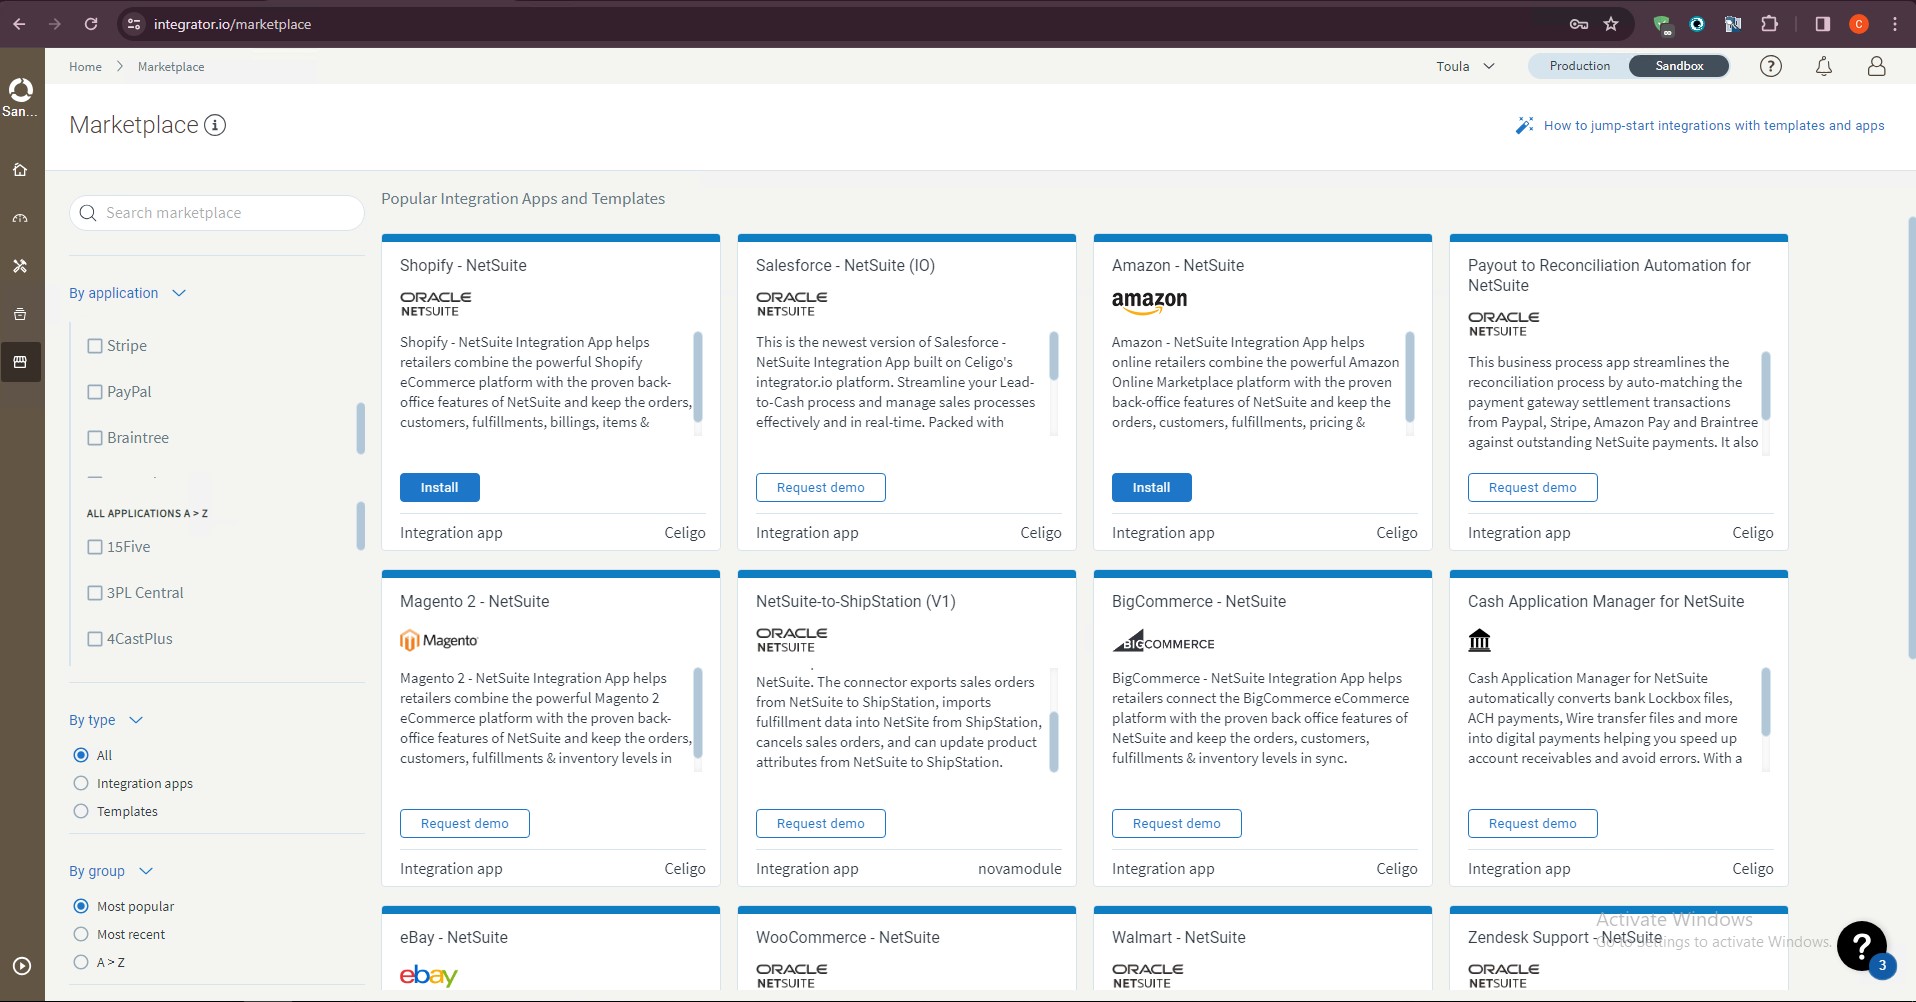 integrator.io/marketplace
C
San...
Home
Marketplace
Toula
Production
Sandbox
Marketplace
How to jump-start integrations with templates and apps
Search marketplace
By application
Stripe
PayPal
Braintree
ALL APPLICATIONS A > Z
15Five
3PL Central
4CastPlus
By type
All
Integration apps
Templates
By group
Most popular
Most recent
A > Z
Popular Integration Apps and Templates
Shopify - NetSuite
ORACLE
NETSUITE
Shopify - NetSuite Integration App helps
retailers combine the powerful Shopify
eCommerce platform with the proven back-
office features of NetSuite and keep the orders,
customers, fulfillments, billings, items &
Install
Integration app
Celigo
Salesforce - NetSuite (IO)
ORACLE
NETSUITE
This is the newest version of Salesforce -
NetSuite Integration App built on Celigo's
integrator.io platform. Streamline your Lead-
to-Cash process and manage sales processes
effectively and in real-time. Packed with
Request demo
Integration app
Celigo
Amazon - NetSuite
amazon
Amazon - NetSuite Integration App helps
online retailers combine the powerful Amazon
Online Marketplace platform with the proven
back-office features of NetSuite and keep the
orders, customers, fulfillments, pricing &
Install
Integration app
Celigo
Payout to Reconciliation Automation for
NetSuite
ORACLE
NETSUITE
This business process app streamlines the
reconciliation process by auto-matching the
payment gateway settlement transactions
from Paypal, Stripe, Amazon Pay and Braintree
against outstanding NetSuite payments. It also
Request demo
Integration app
Celigo
Magento 2 - NetSuite
Magento
Magento 2 - NetSuite Integration App helps
retailers combine the powerful Magento 2
eCommerce platform with the proven back-
office features of NetSuite and keep the orders,
customers, fulfillments & inventory levels in
Request demo
Integration app
Celigo
NetSuite-to-ShipStation (V1)
ORACLE
NETSUITE
NetSuite. The connector exports sales orders
from NetSuite to ShipStation, imports
fulfillment data into NetSite from ShipStation,
cancels sales orders, and can update product
attributes from NetSuite to ShipStation.
Request demo
Integration app
novamodule
BigCommerce - NetSuite
BIGCOMMERCE
BigCommerce - NetSuite Integration App helps
retailers connect the BigCommerce eCommerce
platform with the proven back office features of
NetSuite and keep the orders, customers,
fulfillments & inventory levels in sync.
Request demo
Integration app
Celigo
Cash Application Manager for NetSuite
Cash Application Manager for NetSuite
automatically converts bank Lockbox files,
ACH payments, Wire transfer files and more
into digital payments helping you speed up
account receivables and avoid errors. With a
Request demo
Integration app
Celigo
eBay - NetSuite
ebay
WooCommerce - NetSuite
ORACLE
NETSUITE
Walmart - NetSuite
ORACLE
NETSUITE
Zendesk Support - NetSuite
ORACLE
NETSUITE
Activate Windows
Go to Settings to activate Windows.
3